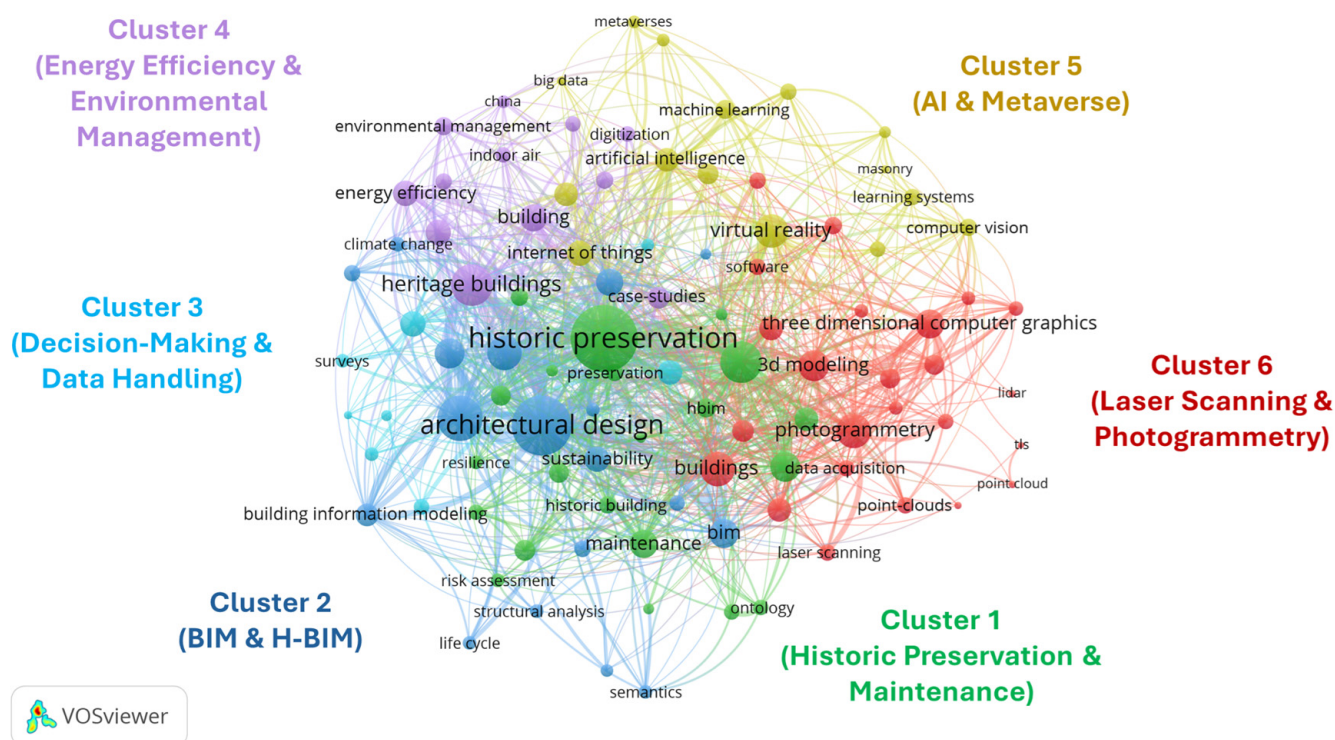 Cluster 4
(Energy Efficiency &
Environmental
Management)
Cluster 5
(AI & Metaverse)
Cluster 3
(Decision-Making &
Data Handling)
Cluster 6
(Laser Scanning &
Photogrammetry)
Cluster 2
(BIM & H-BIM)
Cluster 1
(Historic Preservation &
Maintenance)
metaverses
big data
china
machine learning
environmental management
digitization
indoor air
artificial intelligence
masonry
energy efficiency
learning systems
building
virtual reality
computer vision
climate change
internet of things
software
heritage buildings
case-studies
historic preservation
three dimensional computer graphics
surveys
preservation
3d modeling
lidar
hbim
architectural design
photogrammetry
tls
resilience
sustainability
buildings
data acquisition
point cloud
building information modeling
historic building
point-clouds
maintenance
bim
laser scanning
risk assessment
structural analysis
ontology
life cycle
semantics
VOSviewer